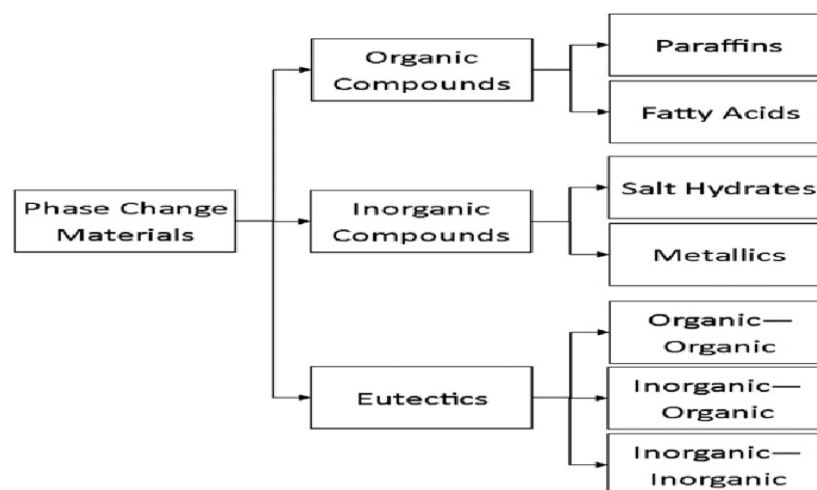 Organic
Compounds
Paraffins
Fatty Acids
Phase Change
Materials
Inorganic
Compounds
Salt Hydrates
Metallics
Eutectics
Organic—
Organic
Inorganic—
Organic
Inorganic—
Inorganic